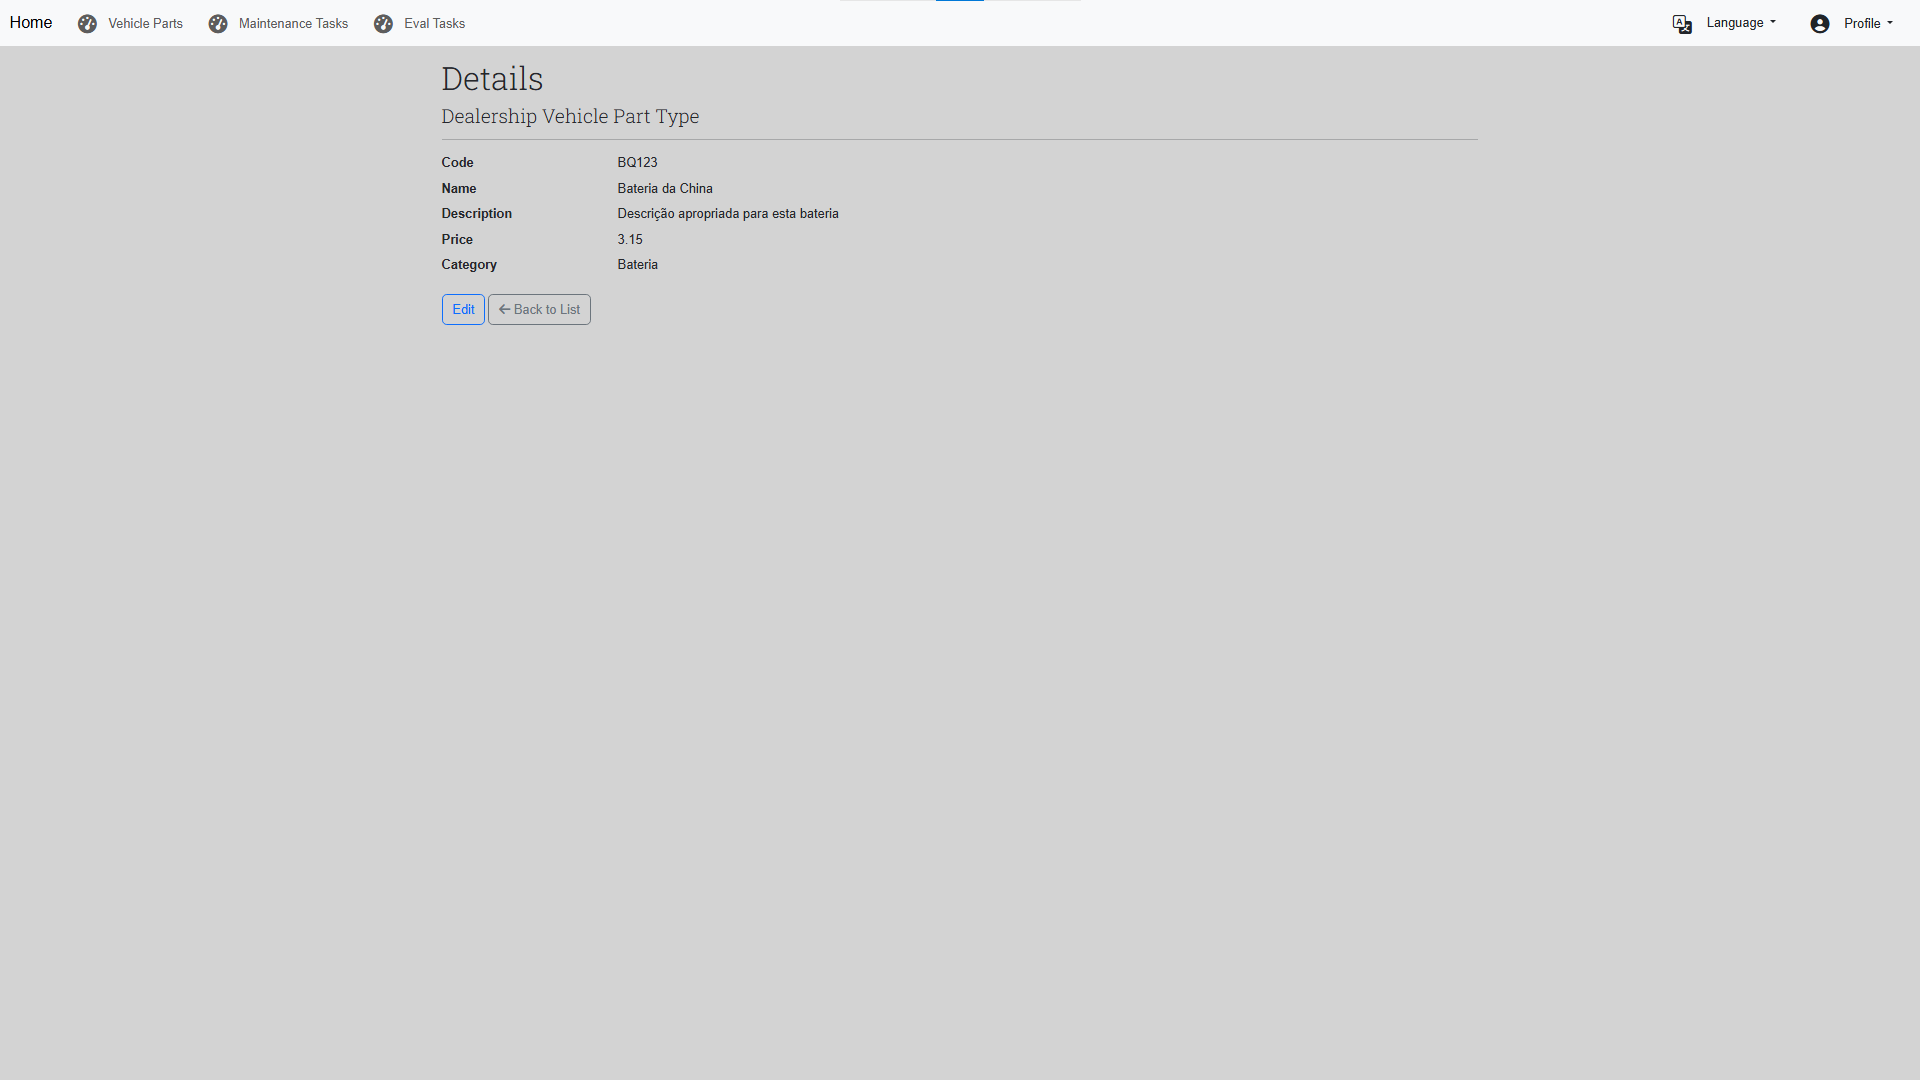 Home Vehicle Parts Maintenance Tasks Eval Tasks Language Profile
Details
Dealership Vehicle Part Type
Code BQ123
Name Bateria da China
Description Descrição apropriada para esta bateria
Price 3.15
Category Bateria
Edit ← Back to List